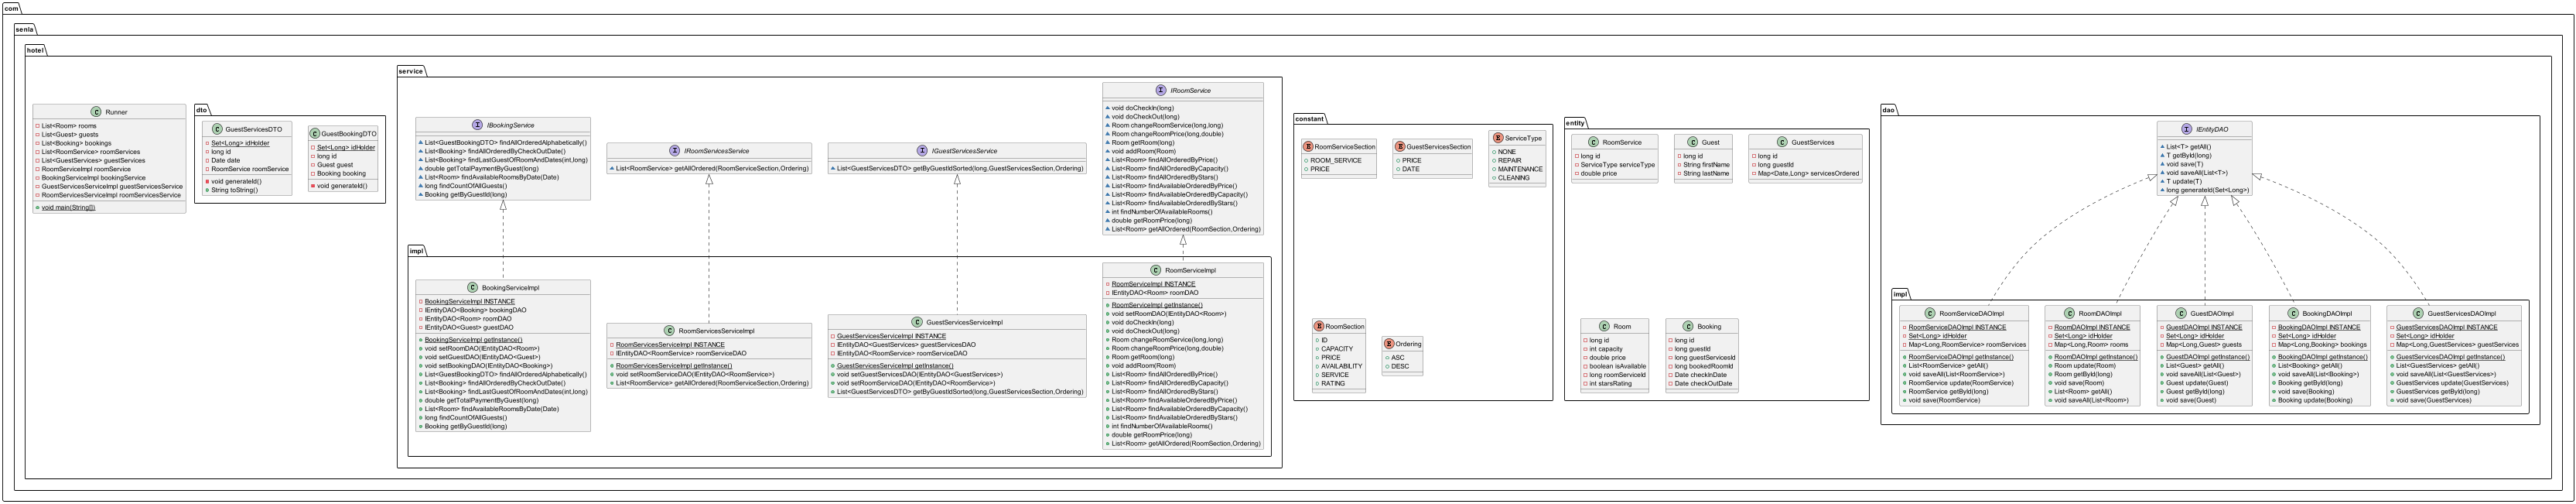 com
senla
hotel
Runner
List<Room> rooms
List<Guest> guests
List<Booking> bookings
List<RoomService> roomServices
List<GuestServices> guestServices
RoomServiceImpl roomService
BookingServiceImpl bookingService
GuestServicesServiceImpl guestServicesService
RoomServicesServiceImpl roomServicesService
void main(String[])
dto
GuestServicesDTO
Set<Long> idHolder
long id
Date date
RoomService roomService
void generateId()
String toString()
GuestBookingDTO
Set<Long> idHolder
long id
Guest guest
Booking booking
void generateId()
service
IBookingService
List<GuestBookingDTO> findAllOrderedAlphabetically()
List<Booking> findAllOrderedByCheckOutDate()
List<Booking> findLastGuestOfRoomAndDates(int,long)
double getTotalPaymentByGuest(long)
List<Room> findAvailableRoomsByDate(Date)
long findCountOfAllGuests()
Booking getByGuestId(long)
IRoomServicesService
List<RoomService> getAllOrdered(RoomServiceSection,Ordering)
IGuestServicesService
List<GuestServicesDTO> getByGuestIdSorted(long,GuestServicesSection,Ordering)
IRoomService
void doCheckIn(long)
void doCheckOut(long)
Room changeRoomService(long,long)
Room changeRoomPrice(long,double)
Room getRoom(long)
void addRoom(Room)
List<Room> findAllOrderedByPrice()
List<Room> findAllOrderedByCapacity()
List<Room> findAllOrderedByStars()
List<Room> findAvailableOrderedByPrice()
List<Room> findAvailableOrderedByCapacity()
List<Room> findAvailableOrderedByStars()
int findNumberOfAvailableRooms()
double getRoomPrice(long)
List<Room> getAllOrdered(RoomSection,Ordering)
impl
BookingServiceImpl
BookingServiceImpl INSTANCE
IEntityDAO<Booking> bookingDAO
IEntityDAO<Room> roomDAO
IEntityDAO<Guest> guestDAO
BookingServiceImpl getInstance()
void setRoomDAO(IEntityDAO<Room>)
void setGuestDAO(IEntityDAO<Guest>)
void setBookingDAO(IEntityDAO<Booking>)
List<GuestBookingDTO> findAllOrderedAlphabetically()
List<Booking> findAllOrderedByCheckOutDate()
List<Booking> findLastGuestOfRoomAndDates(int,long)
double getTotalPaymentByGuest(long)
List<Room> findAvailableRoomsByDate(Date)
long findCountOfAllGuests()
Booking getByGuestId(long)
RoomServicesServiceImpl
RoomServicesServiceImpl INSTANCE
IEntityDAO<RoomService> roomServiceDAO
RoomServicesServiceImpl getInstance()
void setRoomServiceDAO(IEntityDAO<RoomService>)
List<RoomService> getAllOrdered(RoomServiceSection,Ordering)
GuestServicesServiceImpl
GuestServicesServiceImpl INSTANCE
IEntityDAO<GuestServices> guestServicesDAO
IEntityDAO<RoomService> roomServiceDAO
GuestServicesServiceImpl getInstance()
void setGuestServicesDAO(IEntityDAO<GuestServices>)
void setRoomServiceDAO(IEntityDAO<RoomService>)
List<GuestServicesDTO> getByGuestIdSorted(long,GuestServicesSection,Ordering)
RoomServiceImpl
RoomServiceImpl INSTANCE
IEntityDAO<Room> roomDAO
RoomServiceImpl getInstance()
void setRoomDAO(IEntityDAO<Room>)
void doCheckIn(long)
void doCheckOut(long)
Room changeRoomService(long,long)
Room changeRoomPrice(long,double)
Room getRoom(long)
void addRoom(Room)
List<Room> findAllOrderedByPrice()
List<Room> findAllOrderedByCapacity()
List<Room> findAllOrderedByStars()
List<Room> findAvailableOrderedByPrice()
List<Room> findAvailableOrderedByCapacity()
List<Room> findAvailableOrderedByStars()
int findNumberOfAvailableRooms()
double getRoomPrice(long)
List<Room> getAllOrdered(RoomSection,Ordering)
constant
RoomServiceSection
ROOM_SERVICE
PRICE
GuestServicesSection
PRICE
DATE
ServiceType
NONE
REPAIR
MAINTENANCE
CLEANING
RoomSection
ID
CAPACITY
PRICE
AVAILABILITY
SERVICE
RATING
Ordering
ASC
DESC
entity
RoomService
long id
ServiceType serviceType
double price
Guest
long id
String firstName
String lastName
GuestServices
long id
long guestId
Map<Date,Long> servicesOrdered
Room
long id
int capacity
double price
boolean isAvailable
long roomServiceId
int starsRating
Booking
long id
long guestId
long guestServicesId
long bookedRoomId
Date checkInDate
Date checkOutDate
dao
IEntityDAO
List<T> getAll()
T getById(long)
void save(T)
void saveAll(List<T>)
T update(T)
long generateId(Set<Long>)
impl
RoomServiceDAOImpl
RoomServiceDAOImpl INSTANCE
Set<Long> idHolder
Map<Long,RoomService> roomServices
RoomServiceDAOImpl getInstance()
List<RoomService> getAll()
void saveAll(List<RoomService>)
RoomService update(RoomService)
RoomService getById(long)
void save(RoomService)
RoomDAOImpl
RoomDAOImpl INSTANCE
Set<Long> idHolder
Map<Long,Room> rooms
RoomDAOImpl getInstance()
Room update(Room)
Room getById(long)
void save(Room)
List<Room> getAll()
void saveAll(List<Room>)
GuestDAOImpl
GuestDAOImpl INSTANCE
Set<Long> idHolder
Map<Long,Guest> guests
GuestDAOImpl getInstance()
List<Guest> getAll()
void saveAll(List<Guest>)
Guest update(Guest)
Guest getById(long)
void save(Guest)
BookingDAOImpl
BookingDAOImpl INSTANCE
Set<Long> idHolder
Map<Long,Booking> bookings
BookingDAOImpl getInstance()
List<Booking> getAll()
void saveAll(List<Booking>)
Booking getById(long)
void save(Booking)
Booking update(Booking)
GuestServicesDAOImpl
GuestServicesDAOImpl INSTANCE
Set<Long> idHolder
Map<Long,GuestServices> guestServices
GuestServicesDAOImpl getInstance()
List<GuestServices> getAll()
void saveAll(List<GuestServices>)
GuestServices update(GuestServices)
GuestServices getById(long)
void save(GuestServices)